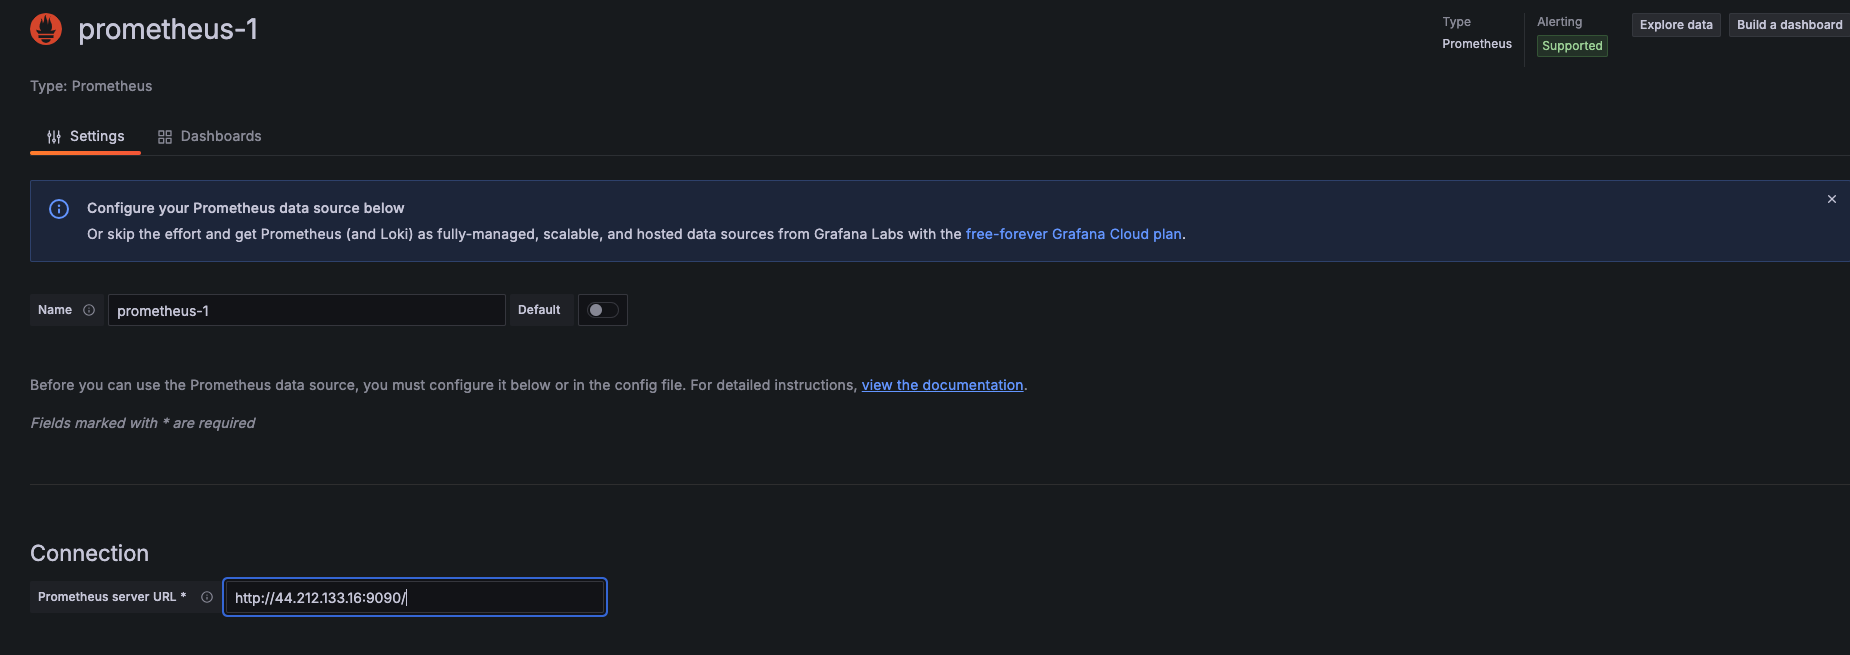 prometheus-1
Type
Prometheus
Alerting
Supported
Explore data
Build a dashboard
Type: Prometheus
Settings
Dashboards
Configure your Prometheus data source below
Or skip the effort and get Prometheus (and Loki) as fully-managed, scalable, and hosted data sources from Grafana Labs with the free-forever Grafana Cloud plan.
Name
prometheus-1
Default
Before you can use the Prometheus data source, you must configure it below or in the config file. For detailed instructions, view the documentation.
Fields marked with * are required
Connection
Prometheus server URL *
http://44.212.133.16:9090/